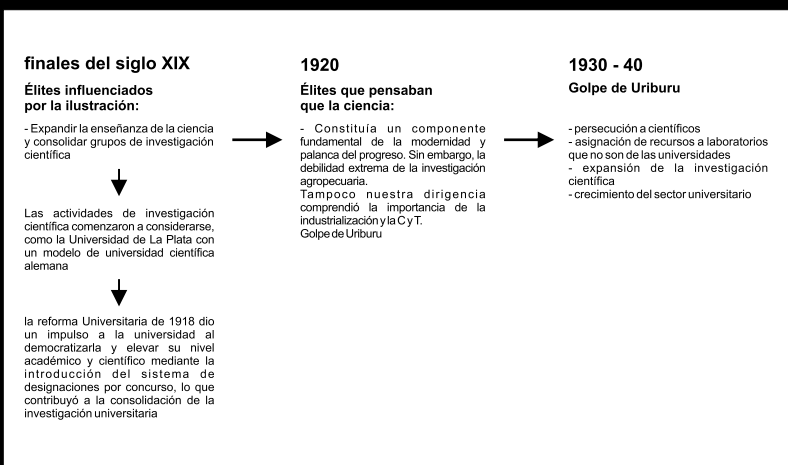 finales del siglo XIX
Élites influenciados
por la ilustración:
- Expandir la enseñanza de la ciencia
y consolidar grupos de investigación
científica
Las actividades de investigación
científica comenzaron a considerarse,
como la Universidad de La Plata con
un modelo de universidad científica
alemana
la reforma Universitaria de 1918 dio
un impulso a la universidad al
democratizarla y elevar su nivel
académico y científico mediante la
introducción del sistema de
designaciones por concurso, lo que
contribuyó a la consolidación de la
investigación universitaria
1920
Élites que pensaban
que la ciencia:
- Constituía un componente
fundamental de la modernidad y
palanca del progreso. Sin embargo, la
debilidad extrema de la investigación
agropecuaria.
Tampoco nuestra dirigencia
comprendió la importancia de la
industrialización y la C y T.
Golpe de Uriburu
1930 - 40
Golpe de Uriburu
- persecución a científicos
- asignación de recursos a laboratorios
que no son de las universidades
- expansión de la investigación
científica
- crecimiento del sector universitario